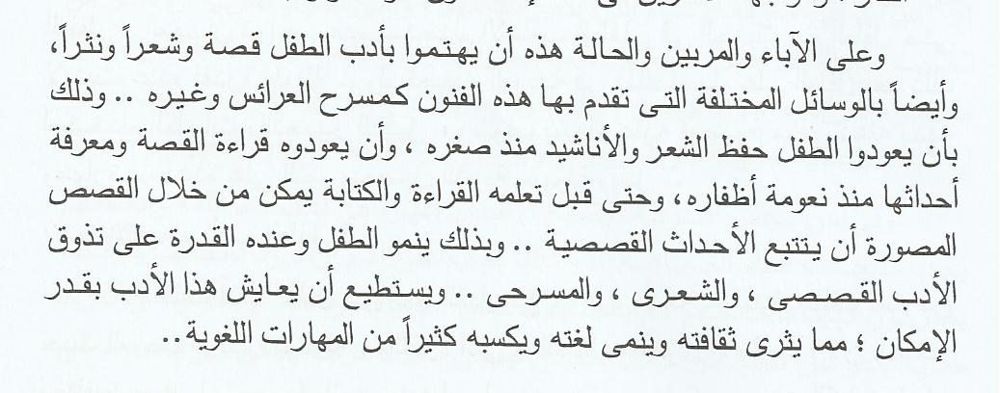 وعلى الآباء والمربين والحالة هذه أن يهتموا بأدب الطفل قصة وشعراً ونثراً،
وأيضاً بالوسائل المختلفة التى تقدم بها هذه الفنون كمسرح العرائس وغيره .. وذلك
بأن يعودوا الطفل حفظ الشعر والأناشيد منذ صغره ، وأن يعودوه قراءة القصة ومعرفة
أحداثها منذ نعومة أظفاره، وحتى قبل تعلمه القراءة والكتابة يمكن من خلال القصص
المصورة أن يتتبع الأحداث القصصية .. وبذلك ينمو الطفل وعنده القدرة على تذوق
الأدب القصصى ، والشعرى ، والمسرحى .. ويستطيع أن يعايش هذا الأدب بقدر
الإمكان ؛ مما يثرى ثقافته وينمى لغته ويكسبه كثيراً من المهارات اللغوية ..